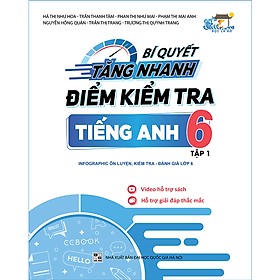 HÀ THỊ NHƯ HOA - TRẦN THANH TÂM - PHAN THỊ NHƯ MAI - PHẠM THỊ MAI ANH
NGUYỄN HỒNG QUÂN - TRẦN THỊ TRANG - TRƯƠNG THỊ QUỲNH TRANG
BÍ QUYẾT
TĂNG NHANH
ĐIỂM KIỂM TRA
TIẾNG ANH 6
TẬP 1
INFOGRAPHIC ÔN LUYỆN, KIỂM TRA - ĐÁNH GIÁ LỚP 6
Video hỗ trợ sách
Hỗ trợ giải đáp thắc mắc
CCBOOK
HELLO
NHÀ XUẤT BẢN ĐẠI HỌC QUỐC GIA HÀ NỘI